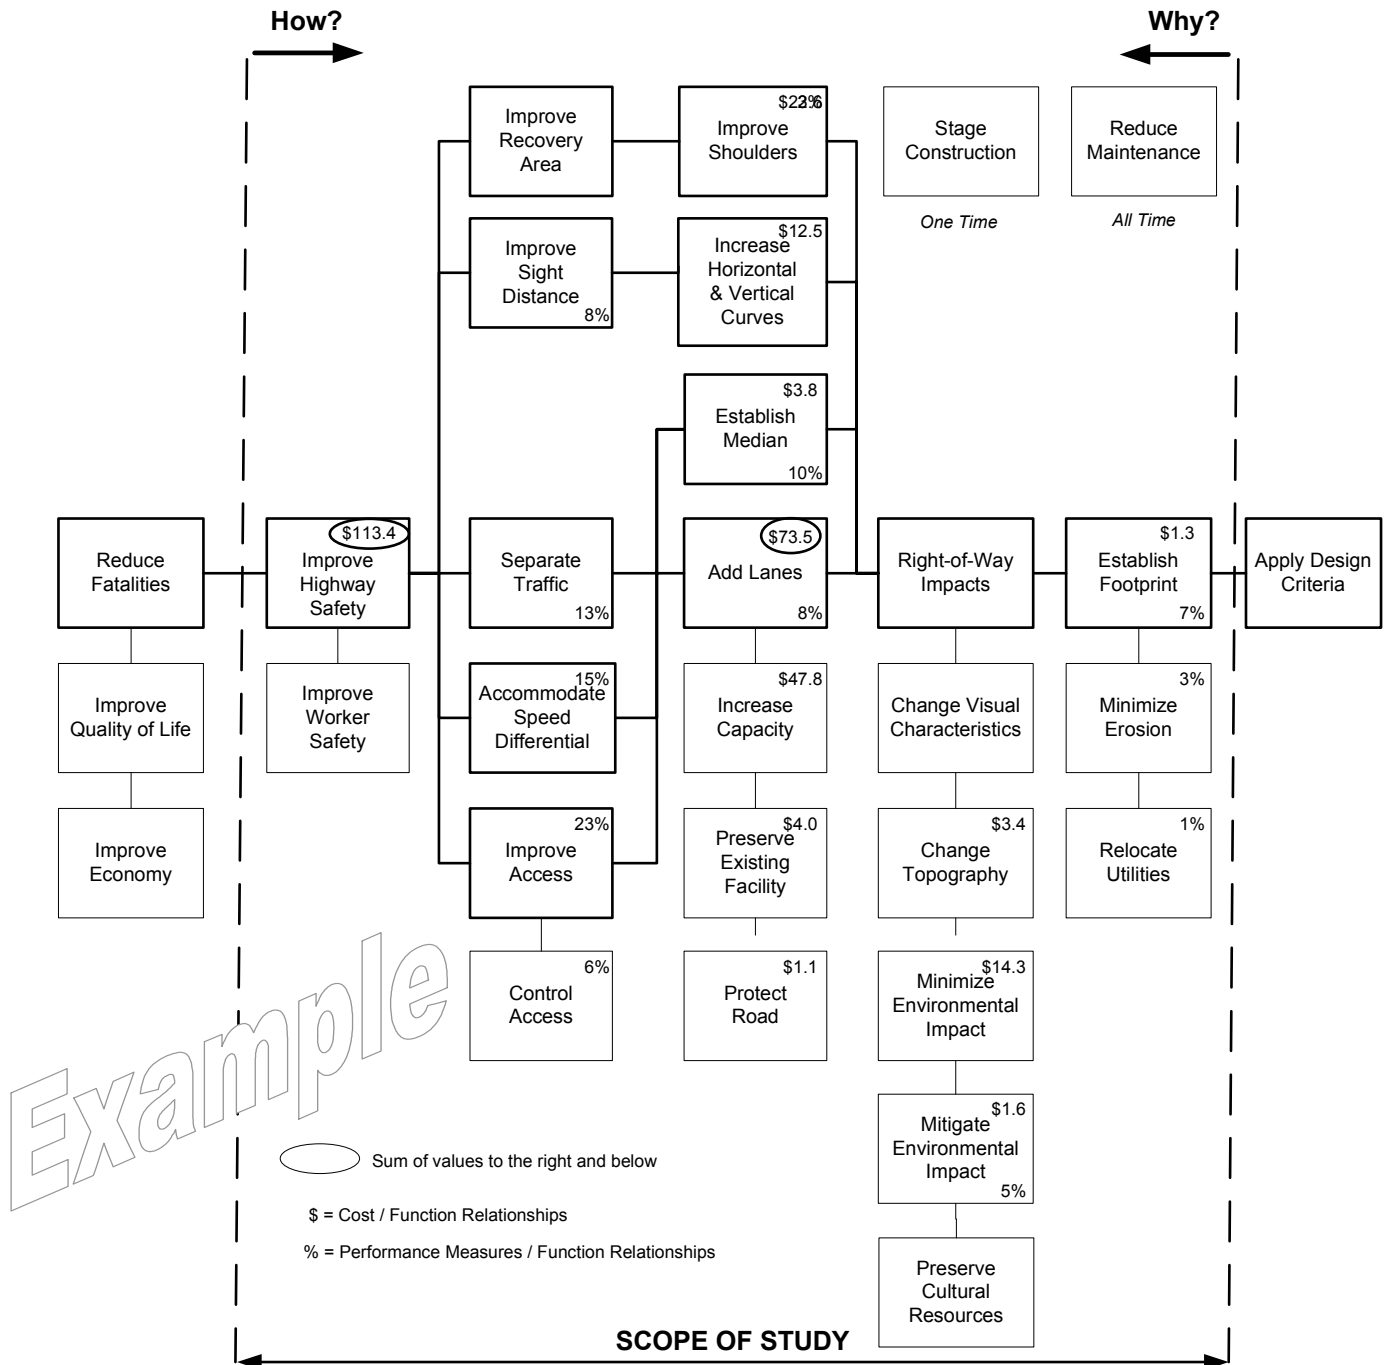 How?
Why?
Improve
Recovery
Area
Improve
Shoulders
Stage
Construction
One Time
Reduce
Maintenance
All Time
Improve
Sight
Distance
8%
$12.5
Increase
Horizontal
& Vertical
Curves
$3.8
Establish
Median
10%
Reduce
Fatalities
$113.4
Improve
Highway
Safety
Separate
Traffic
13%
$73.5
Add Lanes
8%
Right-of-Way
Impacts
$1.3
Establish
Footprint
7%
Apply Design
Criteria
Improve
Quality of Life
Improve
Worker
Safety
15%
Accommodate
Speed
Differential
$47.8
Increase
Capacity
Change Visual
Characteristics
3%
Minimize
Erosion
Improve
Economy
23%
Improve
Access
$4.0
Preserve
Existing
Facility
$3.4
Change
Topography
1%
Relocate
Utilities
6%
Control
Access
$1.1
Protect
Road
$14.3
Minimize
Environmental
Impact
$1.6
Mitigate
Environmental
Impact
5%
Preserve
Cultural
Resources
Example
Sum of values to the right and below
$ = Cost / Function Relationships
% = Performance Measures / Function Relationships
SCOPE OF STUDY